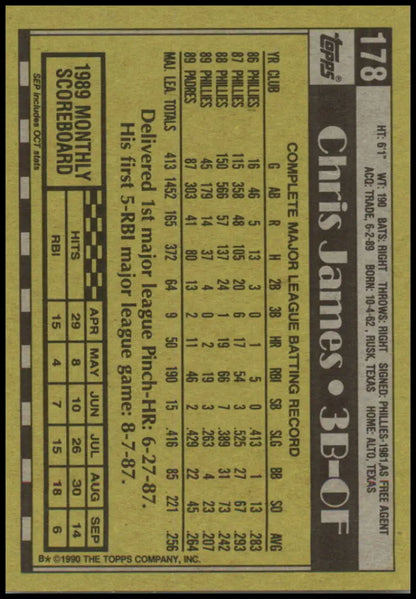 178
Topps®
Chris James • 3B-OF
HT: 6'1" WT: 190 BATS: RIGHT THROWS: RIGHT SIGNED: PHILLIES-1981,AS FREE AGENT
ACQ: TRADE, 6-2-89 BORN: 10-4-62, RUSK, TEXAS HOME: ALTO, TEXAS
COMPLETE MAJOR LEAGUE BATTING RECORD
YR CLUB G AB R H 2B 3B HR RBI SB SLG BB SO AVG
86 PHILLIES 16 46 5 13 3 0 1 5 0 .413 1 13 .283
87 PHILLIES 115 358 48 105 20 6 17 54 3 .525 27 67 .293
88 PHILLIES 150 566 57 137 24 1 19 66 7 .389 31 73 .242
89 PHILLIES 45 179 14 37 4 0 2 19 3 .263 4 23 .207
89 PADRES 87 303 41 80 13 2 11 46 2 .429 22 45 .264
MAJ. LEA. TOTALS 413 1452 165 372 64 9 50 190 15 .416 85 221 .256
Delivered 1st major league Pinch-HR: 6-27-87.
His first 5-RBI major league game: 8-7-87.
1989 MONTHLY
SCOREBOARD
SEP includes OCT stats
APR MAY JUN JUL AUG SEP
HITS 29 8 10 26 30 14
RBI 15 4 7 15 18 6
B* ©1990 THE TOPPS COMPANY, INC.